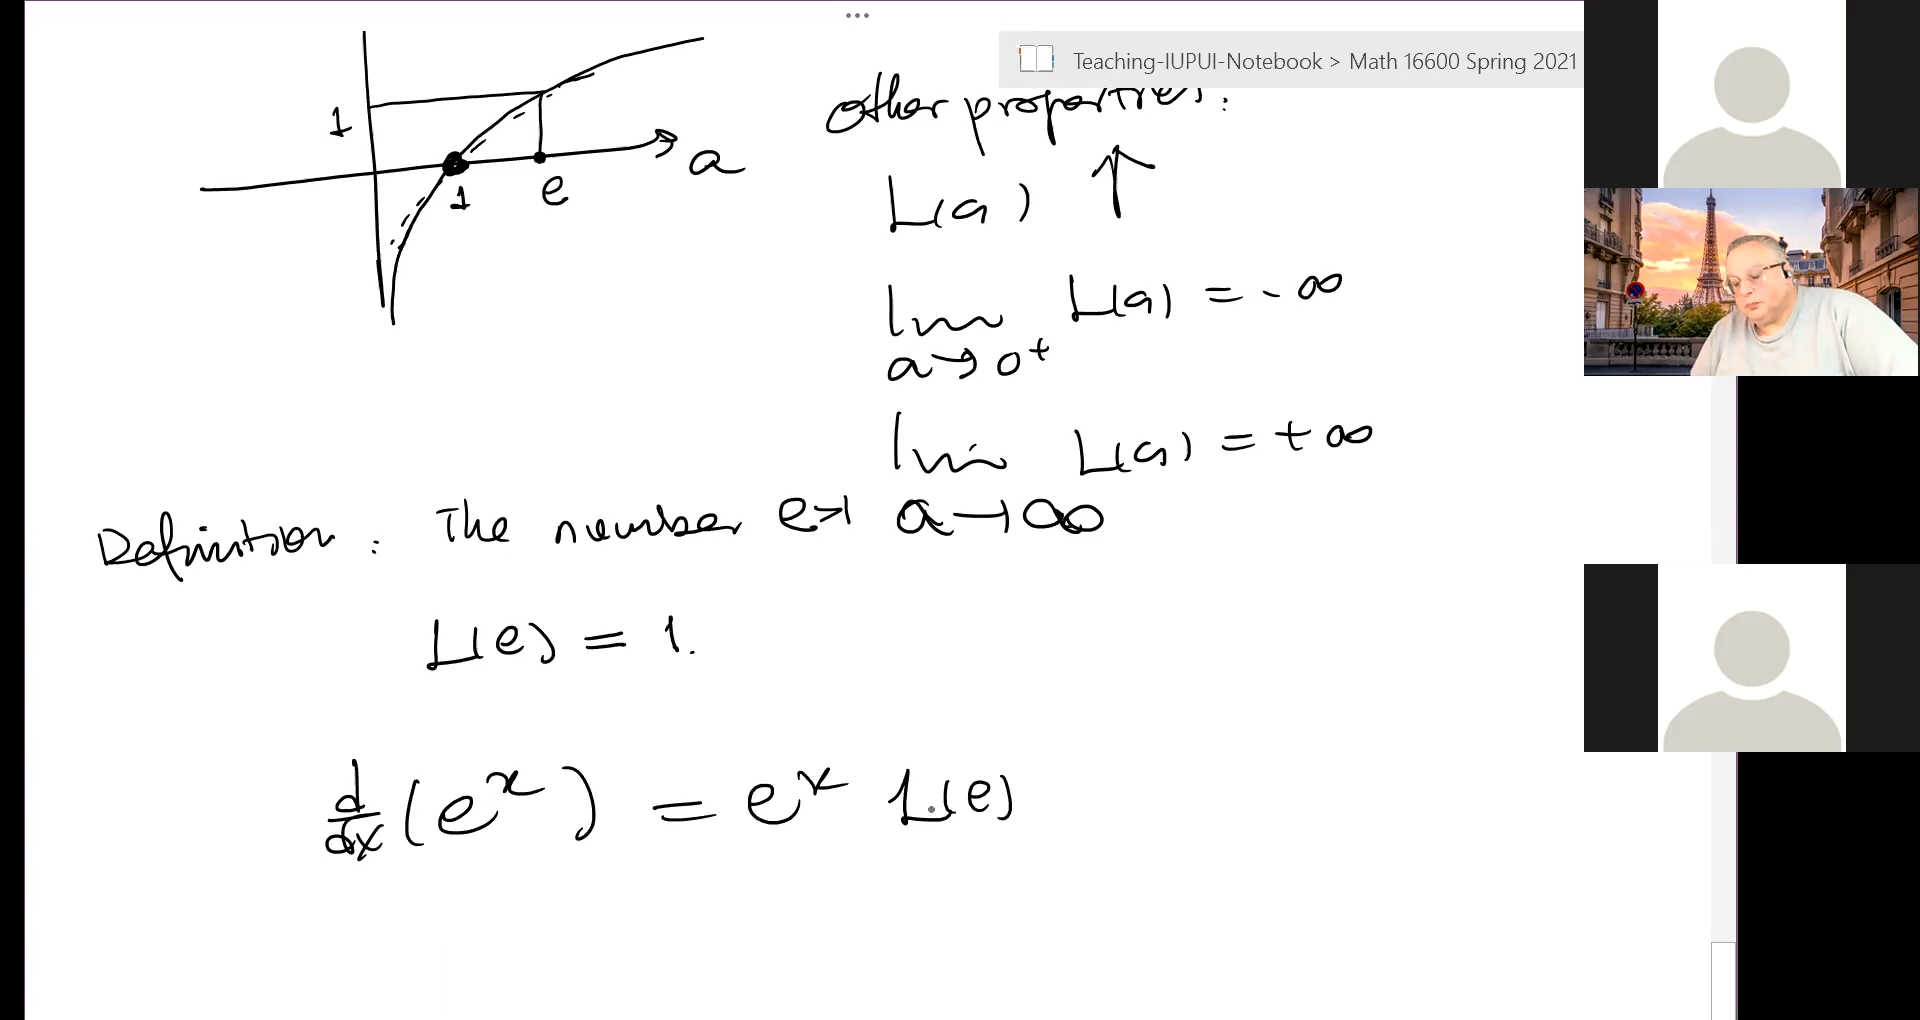 ...
Teaching-IUPUI-Notebook > Math 16600 Spring 2021
1
1
e
a
other properties:
L(a) ↑
lim L(a) = -∞
a→0+
lim L(a) = +∞
a→∞
Definition: The number e>1
L(e) = 1.
d/dx (e^x) = e^x L(e)